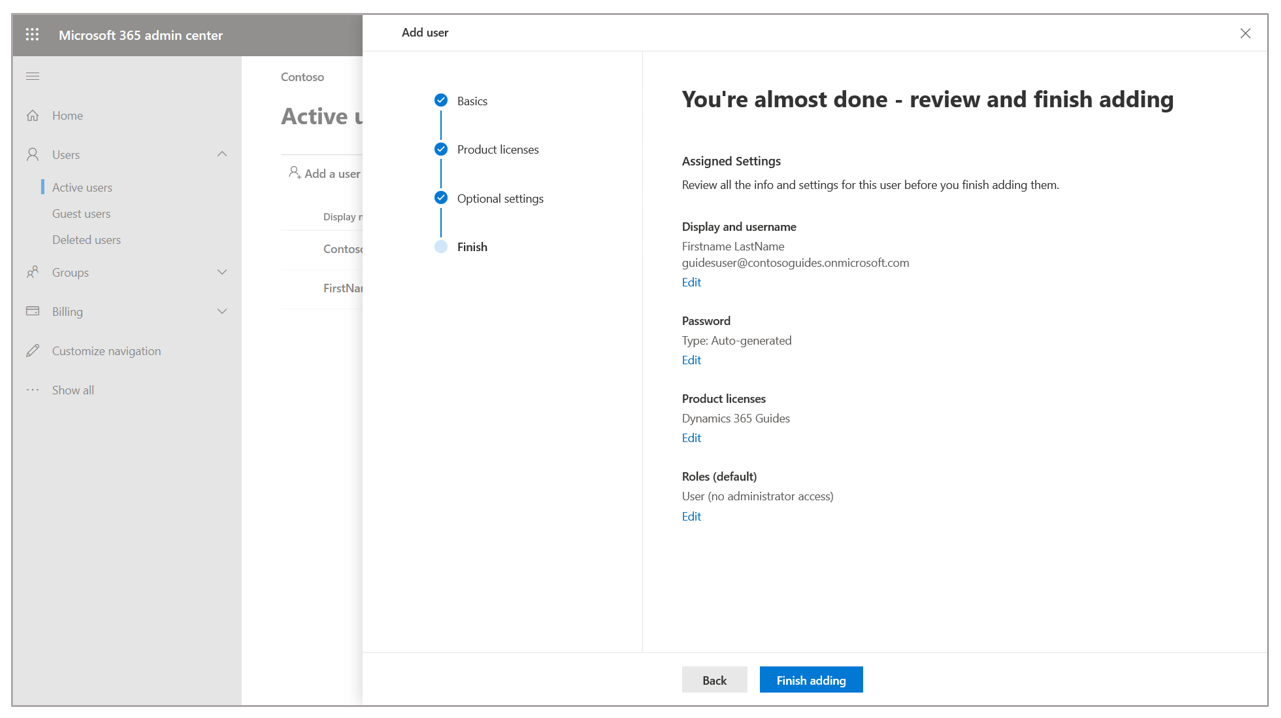 Microsoft 365 admin center
Home
Users
Active users
Guest users
Deleted users
Groups
Billing
Customize navigation
Show all
Contoso
Active u
Add a user
Display n
Contoso
FirstNam
Add user
Basics
Product licenses
Optional settings
Finish
You're almost done - review and finish adding
Assigned Settings
Review all the info and settings for this user before you finish adding them.
Display and username
Firstname LastName
guidesuser@contosoguides.onmicrosoft.com
Edit
Password
Type: Auto-generated
Edit
Product licenses
Dynamics 365 Guides
Edit
Roles (default)
User (no administrator access)
Edit
Back
Finish adding